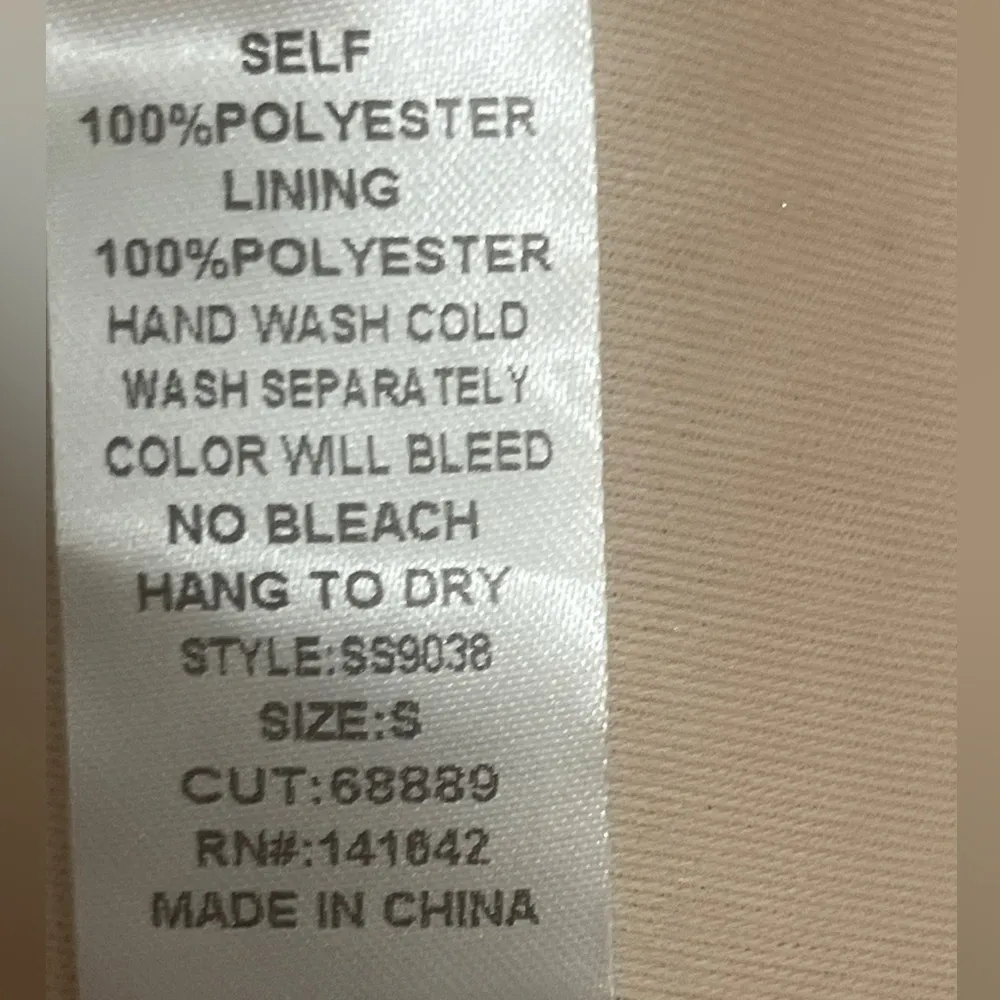 SELF
100%POLYESTER
LINING
100%POLYESTER
HAND WASH COLD
WASH SEPARATELY
COLOR WILL BLEED
NO BLEACH
HANG TO DRY
STYLE:SS9038
SIZE:S
CUT:68889
RN#:141642
MADE IN CHINA